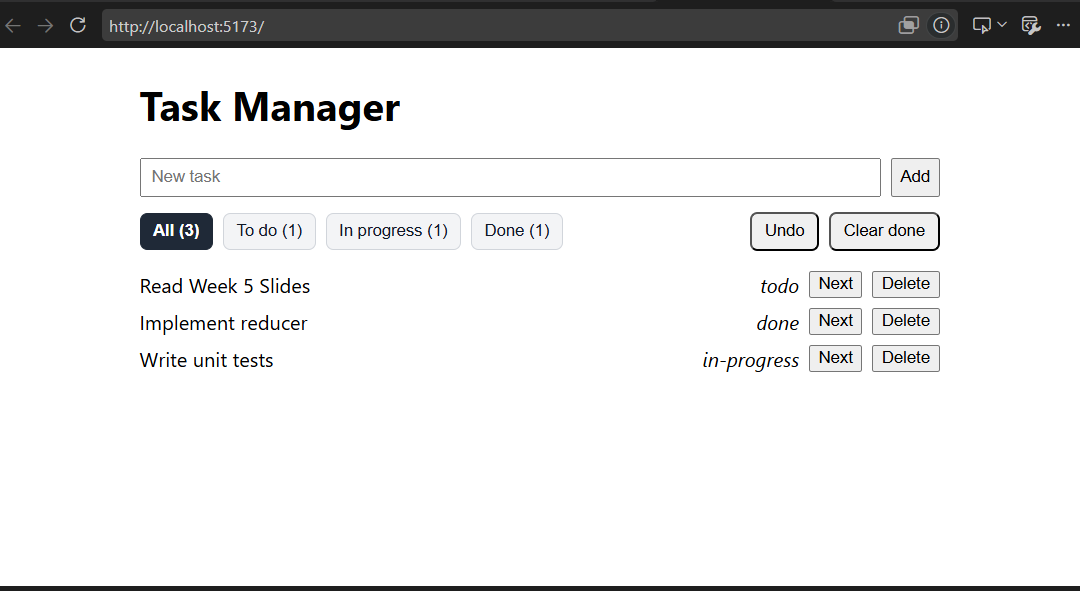 http://localhost:5173/
Task Manager
New task Add
All (3) To do (1) In progress (1) Done (1) Undo Clear done
Read Week 5 Slides todo Next Delete
Implement reducer done Next Delete
Write unit tests in-progress Next Delete